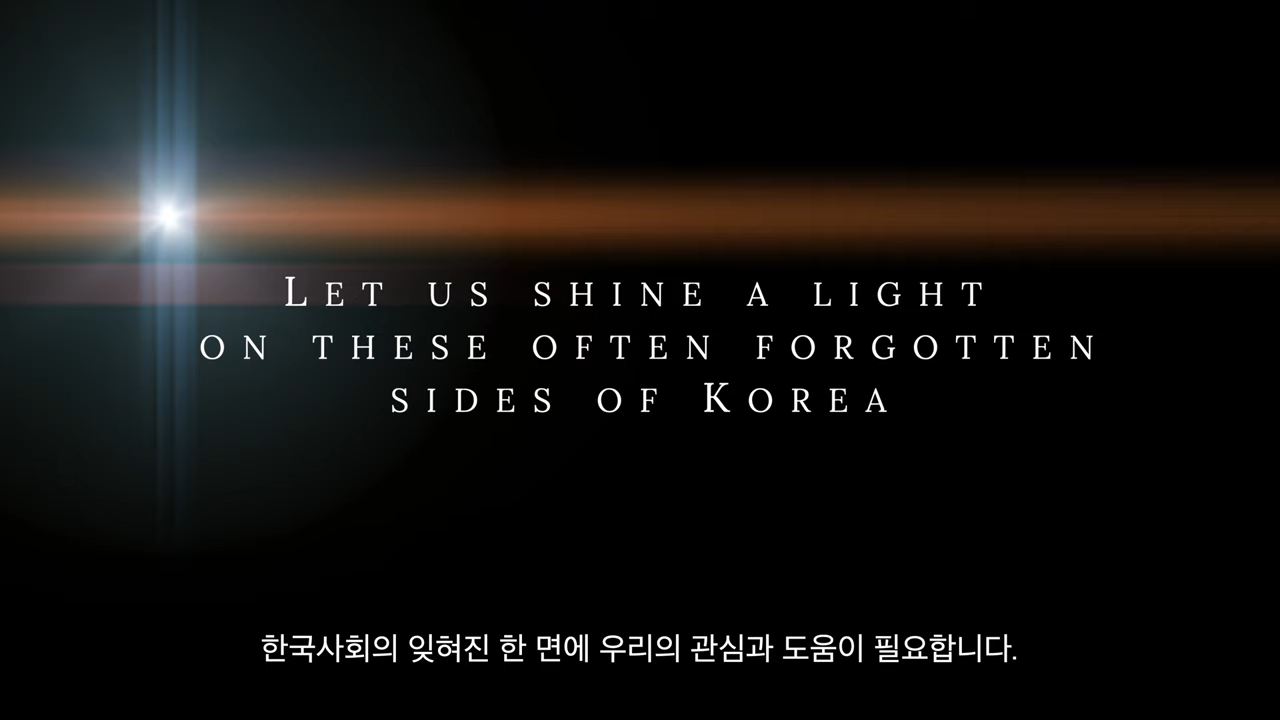 Let us shine a light
on these often forgotten
sides of Korea
한국사회의 잊혀진 한 면에 우리의 관심과 도움이 필요합니다.